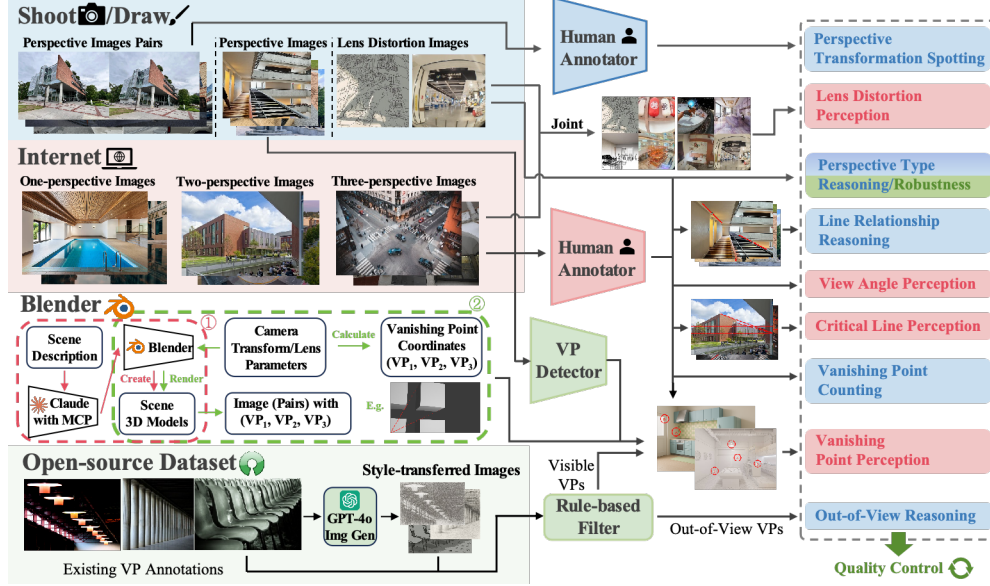 Shoot/Draw
Perspective Images Pairs
Perspective Images
Lens Distortion Images
Human
Annotator
Joint
Internet
One-perspective Images
Two-perspective Images
Three-perspective Images
Human
Annotator
Blender
①
②
Scene
Description
Claude
with MCP
Blender
Create
Render
Scene
3D Models
Camera
Transform/Lens
Parameters
Calculate
Vanishing Point
Coordinates
(VP₁, VP₂, VP₃)
Image (Pairs) with
(VP₁, VP₂, VP₃)
E.g.
VP
Detector
Open-source Dataset
Style-transferred Images
GPT-4o
Img Gen
Existing VP Annotations
Visible
VPs
Rule-based
Filter
Out-of-View VPs
Perspective
Transformation Spotting
Lens Distortion
Perception
Perspective Type
Reasoning/Robustness
Line Relationship
Reasoning
View Angle Perception
Critical Line Perception
Vanishing Point
Counting
Vanishing
Point Perception
Out-of-View Reasoning
Quality Control